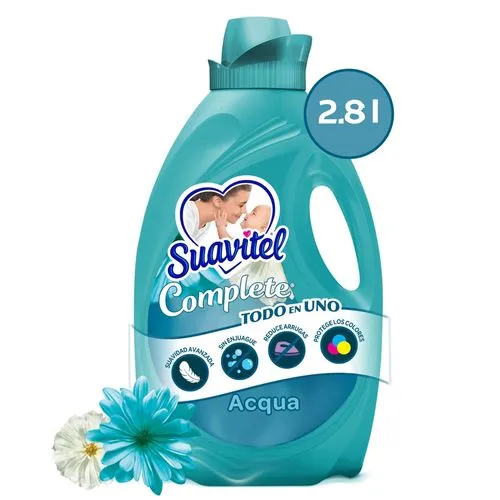 2.8 l
Suavitel
Complete
TODO EN UNO
SUAVIDAD AVANZADA
SIN ENJUAGUE
REDUCE ARRUGAS
PROTEGE LOS COLORES
Acqua